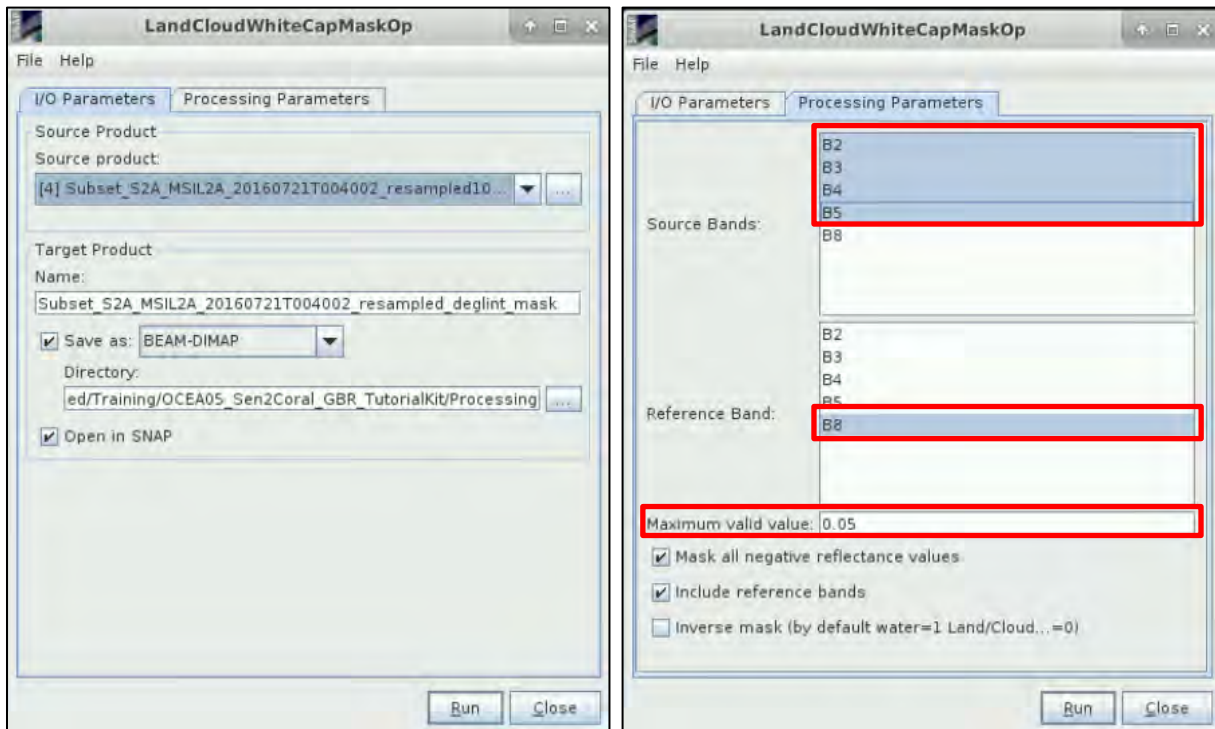 LandCloudWhiteCapMaskOp
File Help
I/O Parameters Processing Parameters
Source Product
Source product:
[4] Subset_S2A_MSIL2A_20160721T004002_resampled10... ...
Target Product
Name:
Subset_S2A_MSIL2A_20160721T004002_resampled_deglint_mask
Save as: BEAM-DIMAP
Directory:
ed/Training/OCEA05_Sen2Coral_GBR_TutorialKit/Processing ...
Open in SNAP
Run Close
LandCloudWhiteCapMaskOp
File Help
I/O Parameters Processing Parameters
B2
B3
B4
B5
Source Bands:
B8
B2
B3
B4
B5
Reference Band:
B8
Maximum valid value: 0.05
Mask all negative reflectance values
Include reference bands
Inverse mask (by default water=1 Land/Cloud...=0)
Run Close